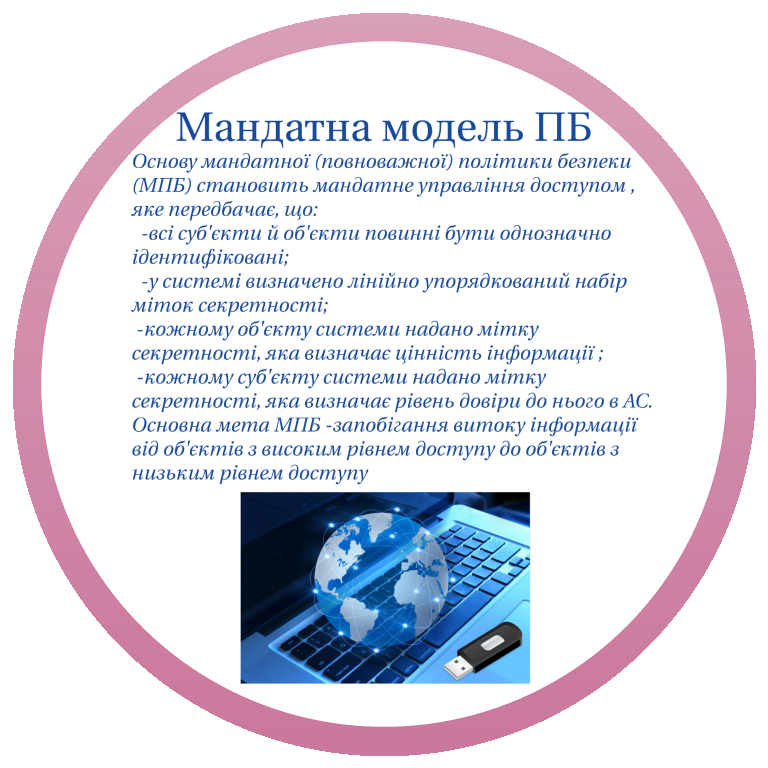 Мандатна модель ПБ
Основу мандатної (повноважної) політики безпеки
(МПБ) становить мандатне управління доступом ,
яке передбачає, що:
-всі суб'єкти й об'єкти повинні бути однозначно
ідентифіковані;
-у системі визначено лінійно упорядкований набір
міток секретності;
-кожному об'єкту системи надано мітку
секретності, яка визначає цінність інформації ;
-кожному суб'єкту системи надано мітку
секретності, яка визначає рівень довіри до нього в АС.
Основна мета МПБ -запобігання витоку інформації
від об'єктів з високим рівнем доступу до об'єктів з
низьким рівнем доступу